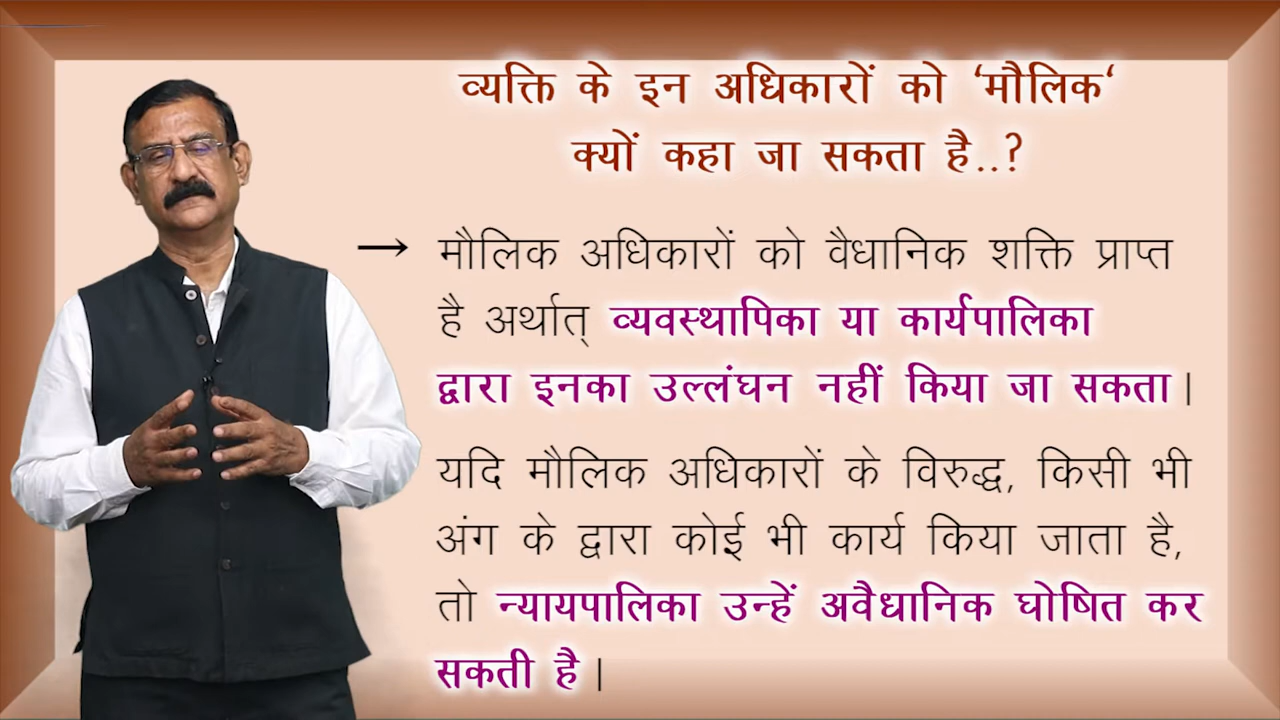 व्यक्ति के इन अधिकारों को ‘मौलिक‘
क्यों कहा जा सकता है..?
→ मौलिक अधिकारों को वैधानिक शक्ति प्राप्त
है अर्थात् व्यवस्थापिका या कार्यपालिका
द्वारा इनका उल्लंघन नहीं किया जा सकता।
यदि मौलिक अधिकारों के विरुद्ध, किसी भी
अंग के द्वारा कोई भी कार्य किया जाता है,
तो न्यायपालिका उन्हें अवैधानिक घोषित कर
सकती है।